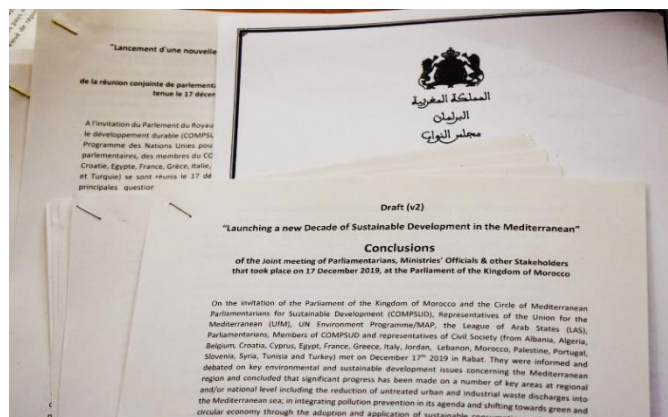 "Lancement d'une nouvelle
de la réunion conjointe de parlement
tenue le 17 décem
A l'invitation du Parlement du Royau
le développement durable (COMPSU
Programme des Nations Unies pou
parlementaires, des membres du CO
Croatie, Egypte, France, Grèce, Italie,
et Turquie) se sont réunis le 17 dé
principales question
المملكة المغربية
البرلمان
مجلس النواب
Draft (v2)
"Launching a new Decade of Sustainable Development in the Mediterranean"
Conclusions
of the Joint meeting of Parliamentarians, Ministries' Officials & other Stakeholders
that took place on 17 December 2019, at the Parliament of the Kingdom of Morocco
On the invitation of the Parliament of the Kingdom of Morocco and the Circle of Mediterranean
Parliamentarians for Sustainable Development (COMPSUD), Representatives of the Union for the
Mediterranean (UfM), UN Environment Programme/MAP, the League of Arab States (LAS),
Parliamentarians, Members of COMPSUD and representatives of Civil Society (from Albania, Algeria,
Belgium, Croatia, Cyprus, Egypt, France, Greece, Italy, Jordan, Lebanon, Morocco, Palestine, Portugal,
Slovenia, Syria, Tunisia and Turkey) met on December 17th 2019 in Rabat. They were informed and
debated on key environmental and sustainable development issues concerning the Mediterranean
region and concluded that significant progress has been made on a number of key areas at regional
and/or national level including the reduction of untreated urban and industrial waste discharges into
the Mediterranean sea; in integrating pollution prevention in its agenda and shifting towards green and
circular economy through the adoption and application of sustainable